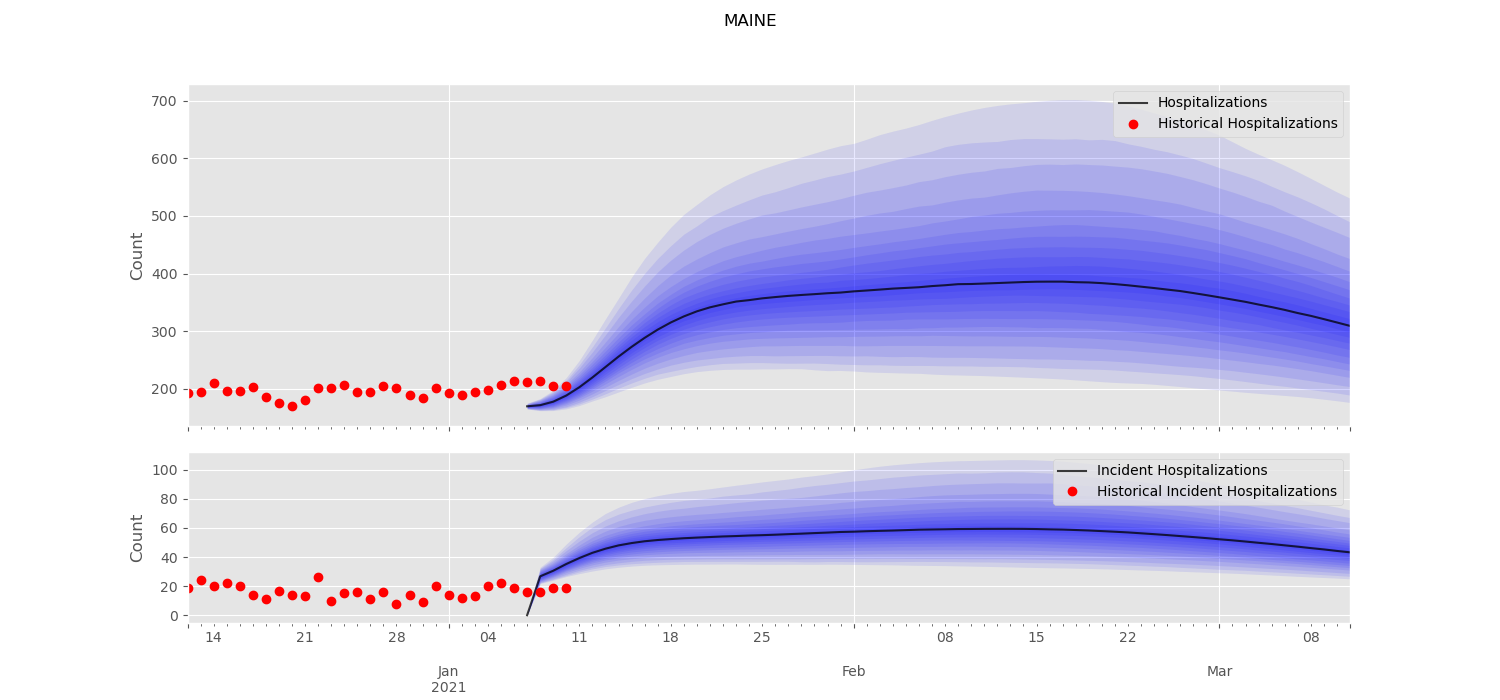 MAINE
700
600
500
400
300
200
Count
Hospitalizations
Historical Hospitalizations
100
80
60
40
20
0
Count
Incident Hospitalizations
Historical Incident Hospitalizations
14 21 28 04 11 18 25 08 15 22 08
Jan Feb Mar
2021